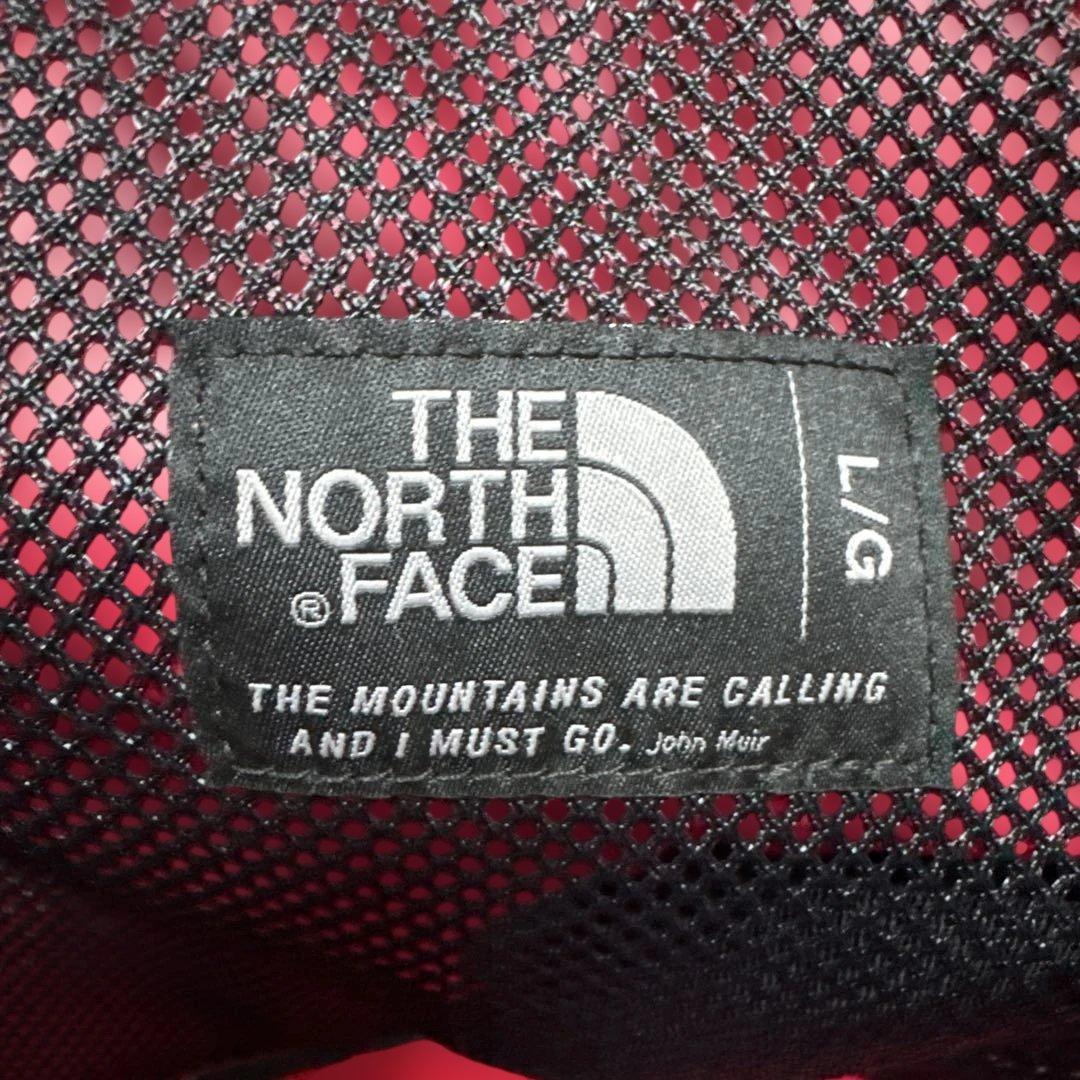 THE
NORTH
®FACE
L/G
THE MOUNTAINS ARE CALLING
AND I MUST GO. John Muir